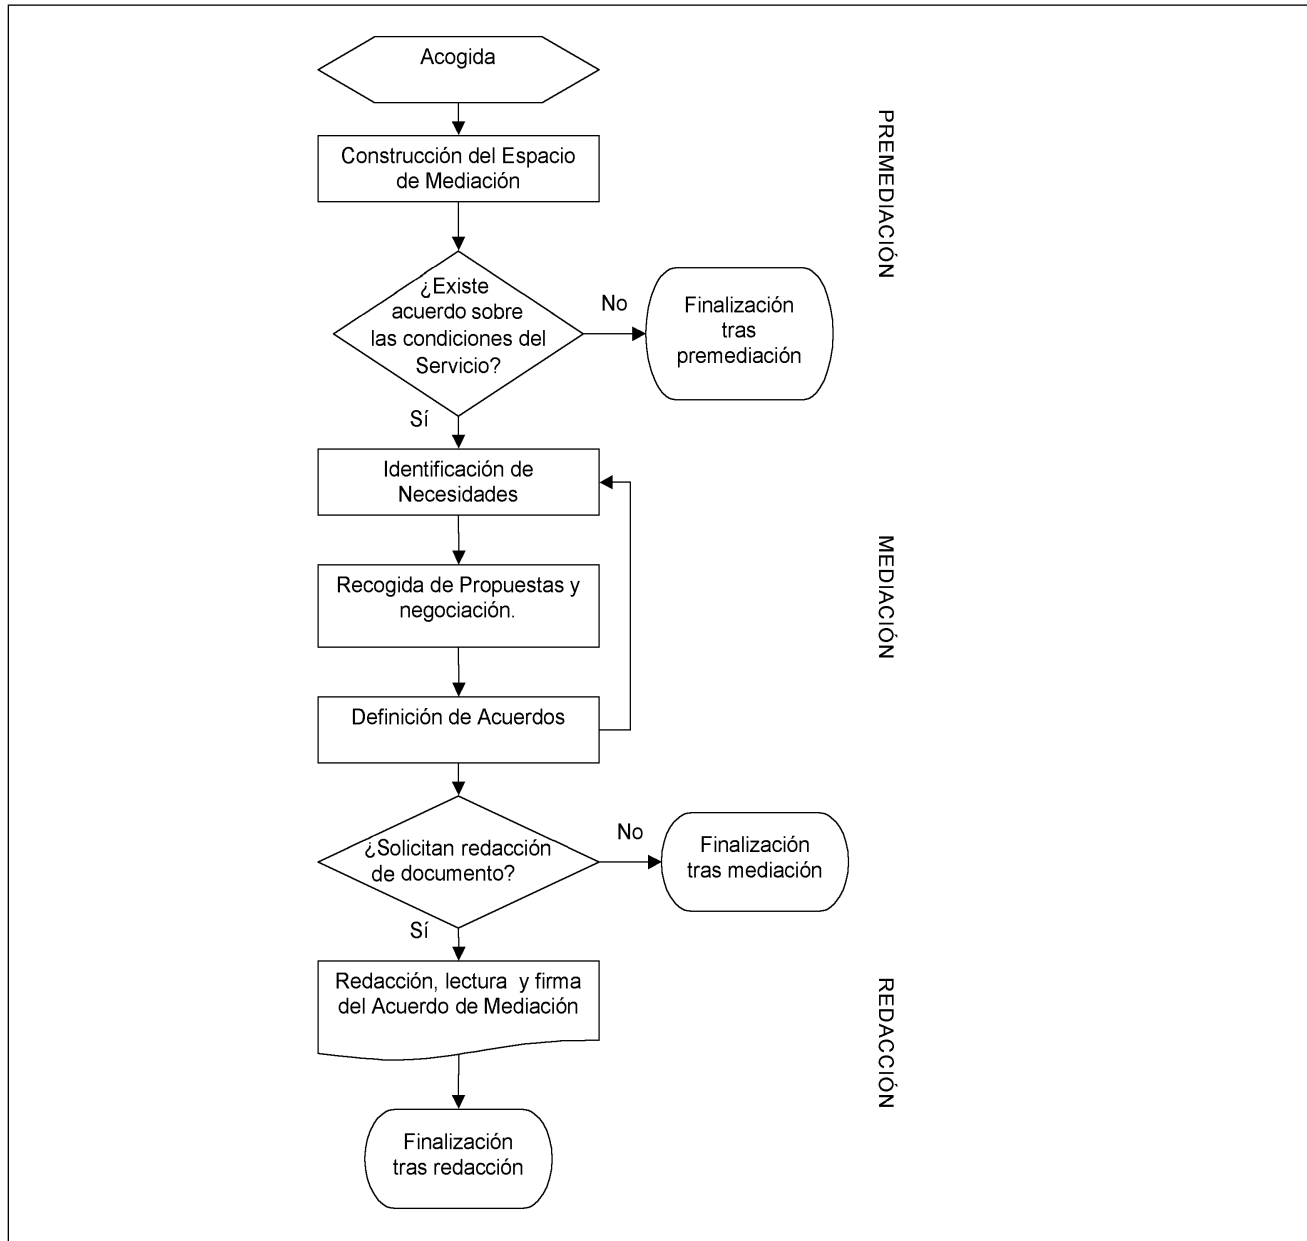 Acogida
Construcción del Espacio
de Mediación
PREMEDIACIÓN
¿Existe
acuerdo sobre
las condiciones del
Servicio?
No
Finalización
tras
premediación
Sí
Identificación de
Necesidades
Recogida de Propuestas y
negociación.
MEDIACIÓN
Definición de Acuerdos
¿Solicitan redacción
de documento?
No
Finalización
tras mediación
Sí
Redacción, lectura y firma
del Acuerdo de Mediación
REDACCIÓN
Finalización
tras redacción